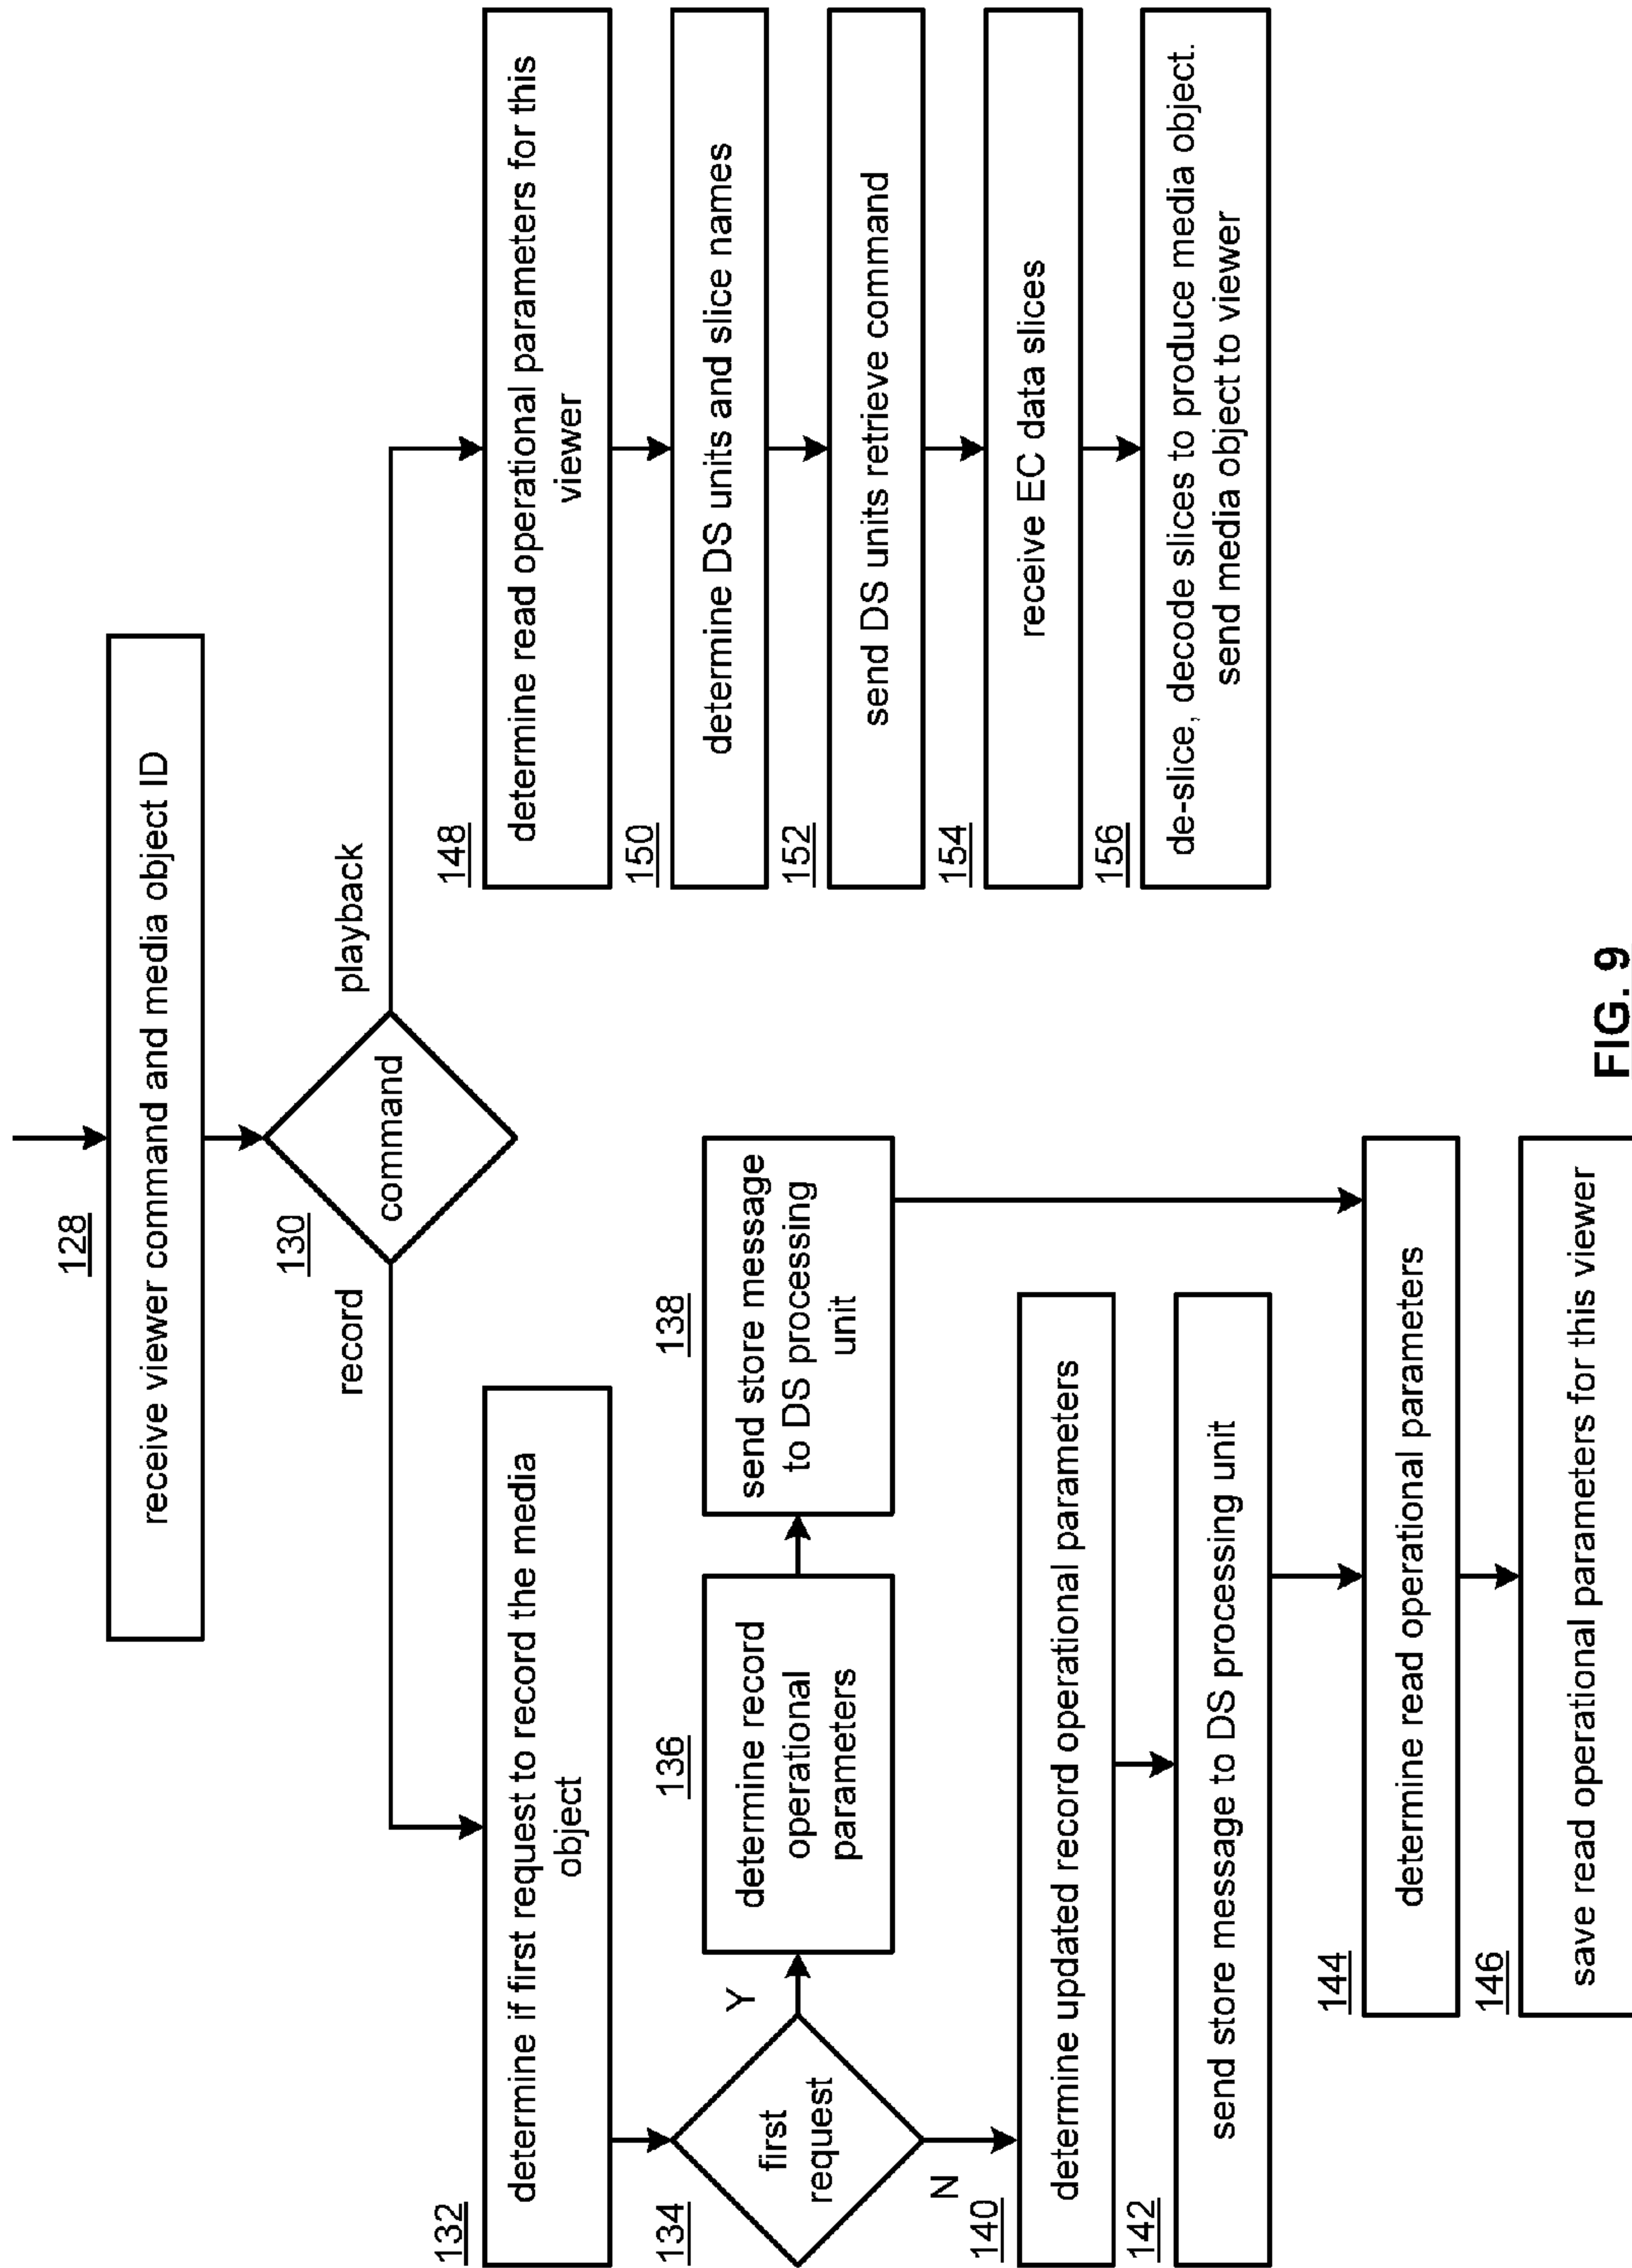 128
receive viewer command and media object ID
130
command
record
playback
132
determine if first request to record the media
object
134
first
request
Y
N
136
determine record
operational
parameters
138
send store message
to DS processing
unit
140
determine updated record operational parameters
142
send store message to DS processing unit
144
determine read operational parameters
146
save read operational parameters for this viewer
148
determine read operational parameters for this
viewer
150
determine DS units and slice names
152
send DS units retrieve command
154
receive EC data slices
156
de-slice, decode slices to produce media object.
send media object to viewer
FIG. 9